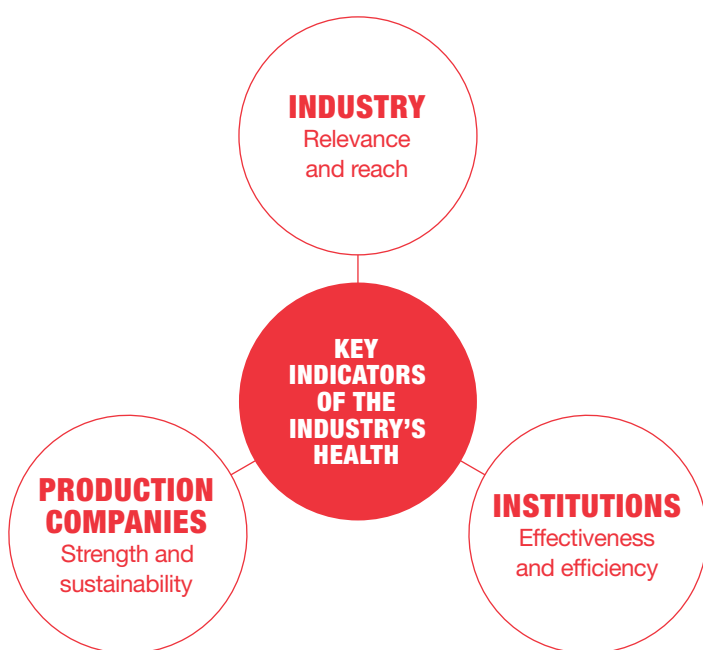 INDUSTRY
Relevance
and reach
KEY
INDICATORS
OF THE
INDUSTRY’S
HEALTH
PRODUCTION
COMPANIES
Strength and
sustainability
INSTITUTIONS
Effectiveness
and efficiency